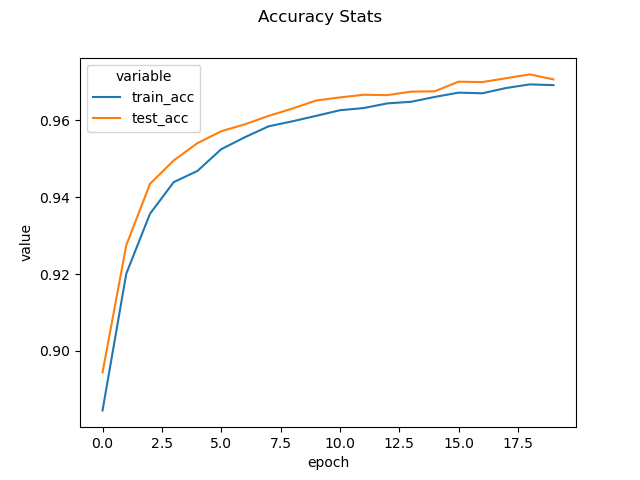 Accuracy Stats
variable
train_acc
test_acc
0.96
0.94
0.92
0.90
value
0.0 2.5 5.0 7.5 10.0 12.5 15.0 17.5
epoch